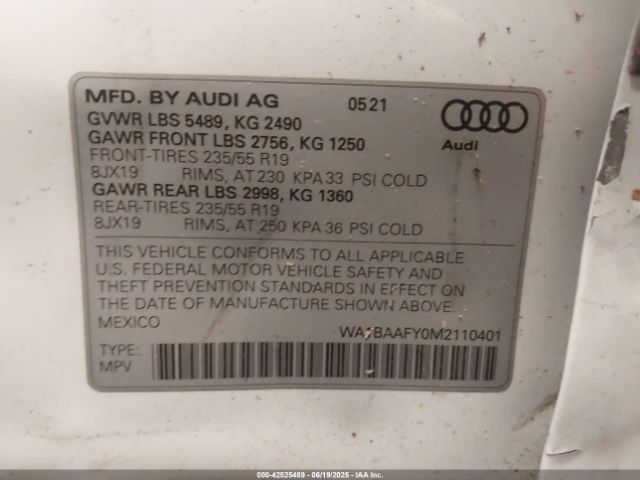 MFD. BY AUDI AG 05 21
GVWR LBS 5489, KG 2490
GAWR FRONT LBS 2756, KG 1250
Audi
FRONT-TIRES 235/55 R19
8JX19 RIMS, AT 230 KPA 33 PSI COLD
GAWR REAR LBS 2998, KG 1360
REAR-TIRES 235/55 R19
8JX19 RIMS, AT 250 KPA 36 PSI COLD
THIS VEHICLE CONFORMS TO ALL APPLICABLE
U.S. FEDERAL MOTOR VEHICLE SAFETY AND
THEFT PREVENTION STANDARDS IN EFFECT ON
THE DATE OF MANUFACTURE SHOWN ABOVE.
MEXICO
TYPE:
MPV
000-42525489 - 06/19/2025 - IAAI.COM